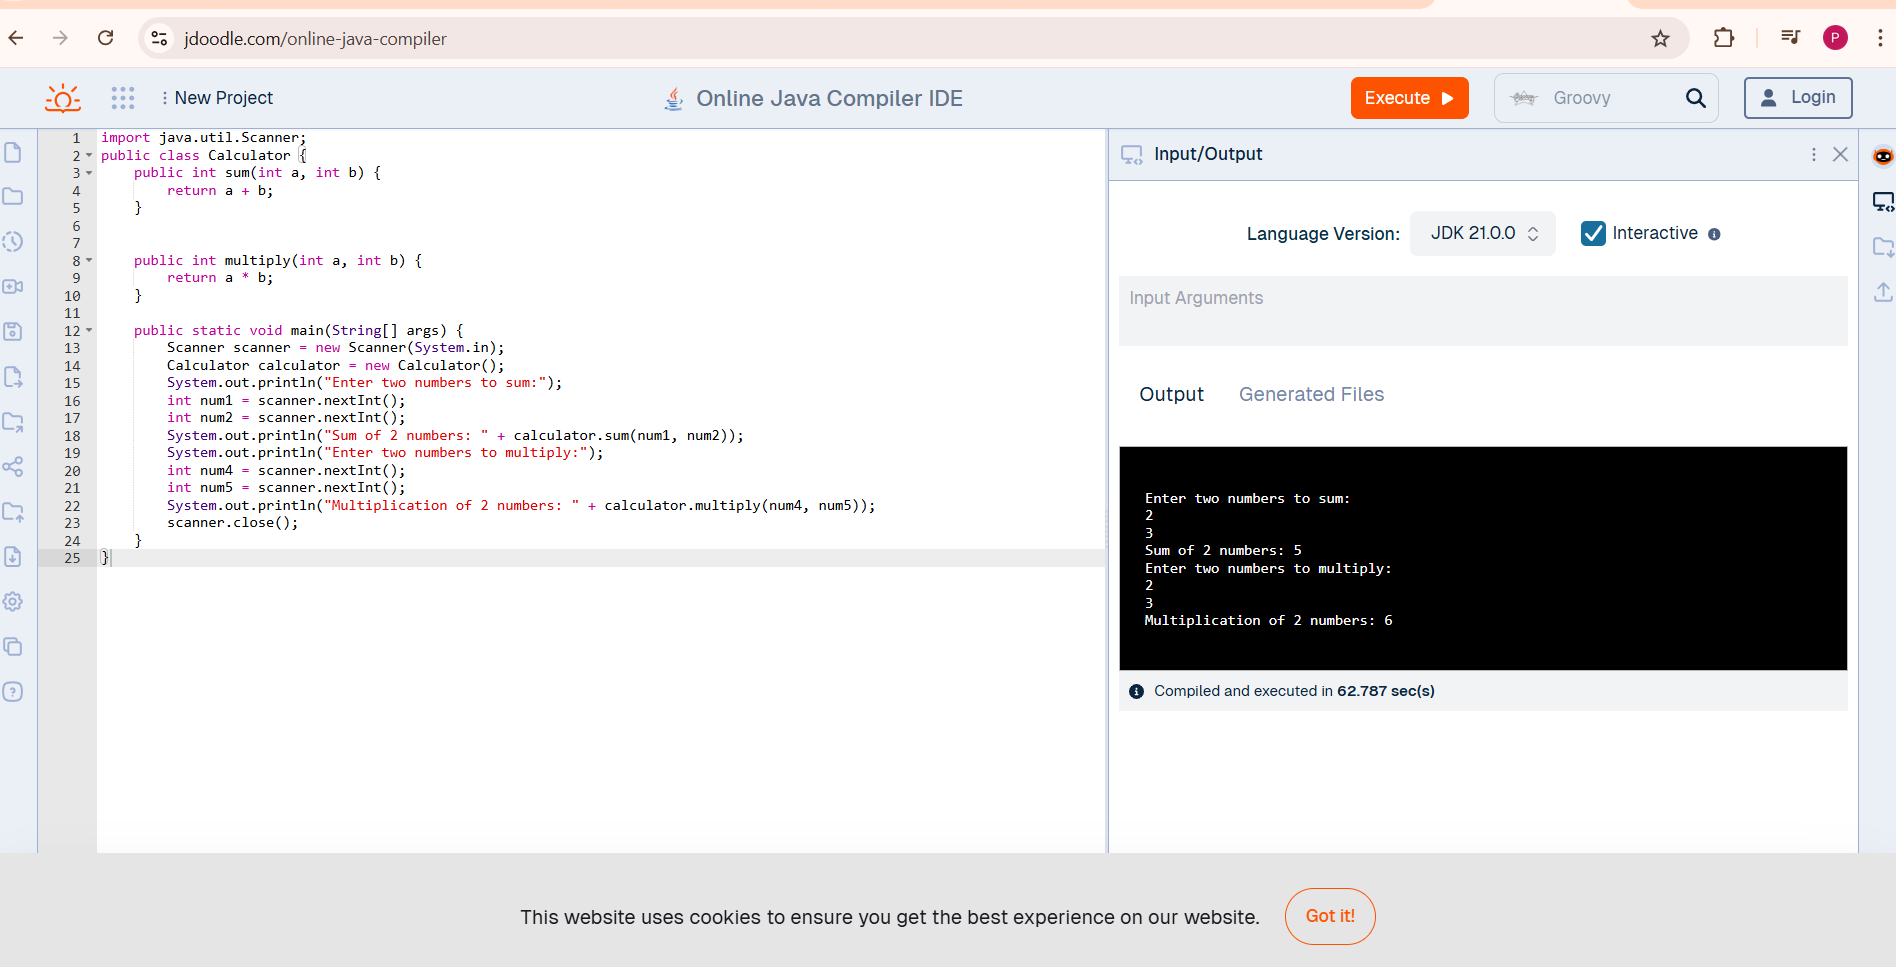 jdoodle.com/online-java-compiler
P
New Project
Online Java Compiler IDE
Execute
Groovy
Login
1 import java.util.Scanner;
2 public class Calculator {
3     public int sum(int a, int b) {
4         return a + b;
5     }
6
7
8     public int multiply(int a, int b) {
9         return a * b;
10     }
11
12     public static void main(String[] args) {
13         Scanner scanner = new Scanner(System.in);
14         Calculator calculator = new Calculator();
15         System.out.println("Enter two numbers to sum:");
16         int num1 = scanner.nextInt();
17         int num2 = scanner.nextInt();
18         System.out.println("Sum of 2 numbers: " + calculator.sum(num1, num2));
19         System.out.println("Enter two numbers to multiply:");
20         int num4 = scanner.nextInt();
21         int num5 = scanner.nextInt();
22         System.out.println("Multiplication of 2 numbers: " + calculator.multiply(num4, num5));
23         scanner.close();
24     }
25 }
Input/Output
Language Version: JDK 21.0.0 Interactive
Input Arguments
Output Generated Files
Enter two numbers to sum:
2
3
Sum of 2 numbers: 5
Enter two numbers to multiply:
2
3
Multiplication of 2 numbers: 6
Compiled and executed in 62.787 sec(s)
This website uses cookies to ensure you get the best experience on our website. Got it!